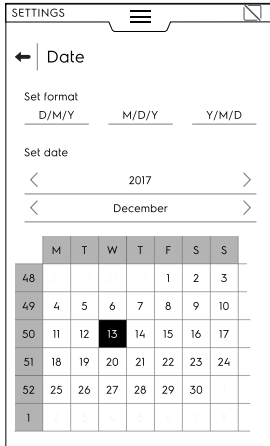 SETTINGS
Date
Set format
D/M/Y M/D/Y Y/M/D
Set date
2017
December
M T W T F S S
48 1 2 3
49 4 5 6 7 8 9 10
50 11 12 13 14 15 16 17
51 18 19 20 21 22 23 24
52 25 26 27 28 29 30
1